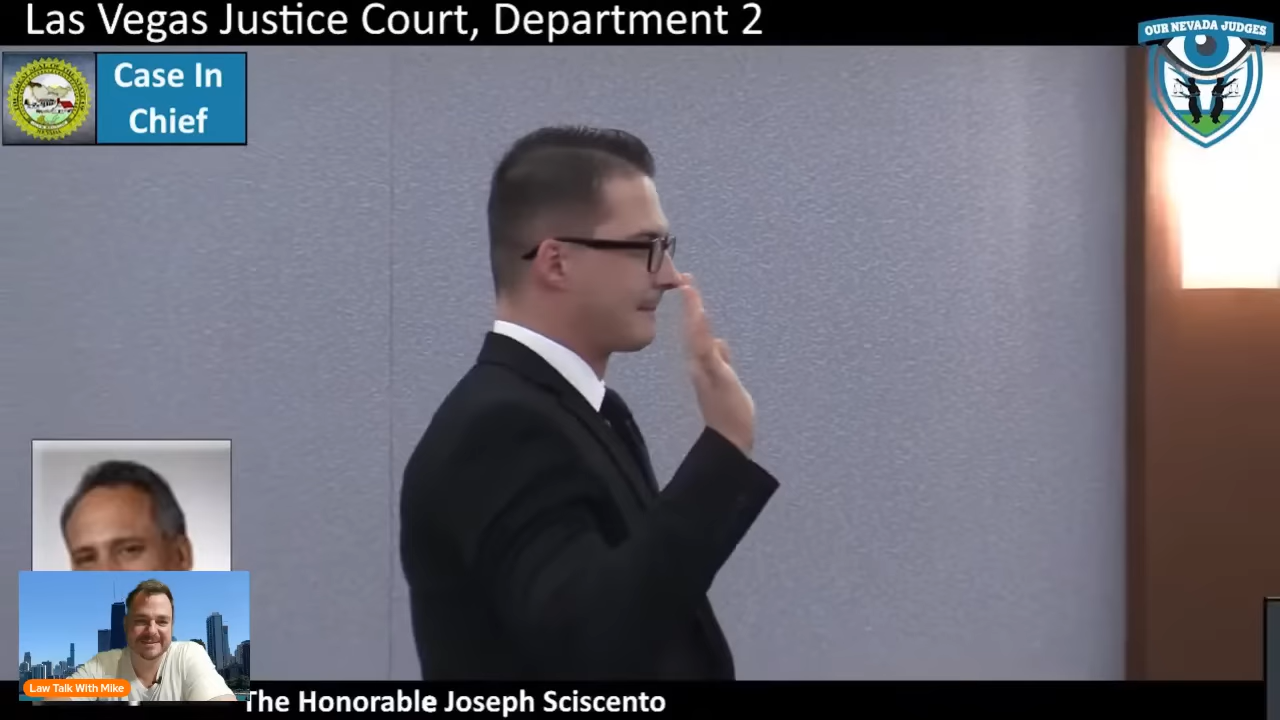 Las Vegas Justice Court, Department 2
OUR NEVADA JUDGES
Case In
Chief
Law Talk With Mike
The Honorable Joseph Sciscento